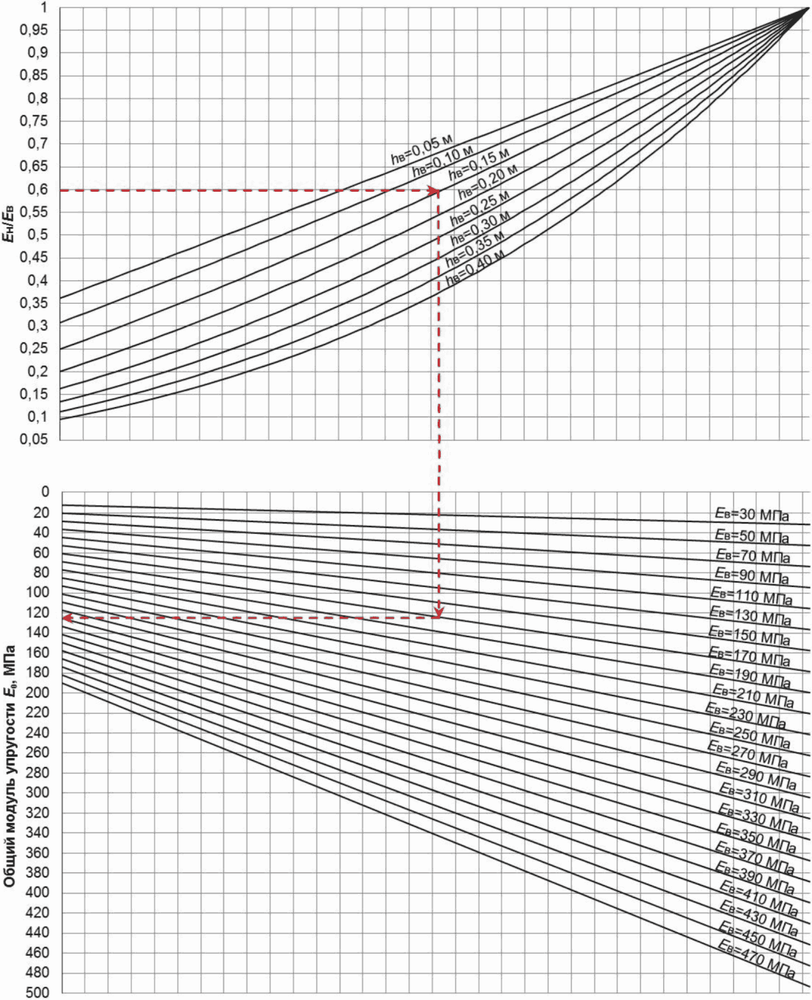 1
0,95
0,9
0,85
0,8
0,75
0,7
0,65
0,6
0,55
0,5
0,45
0,4
0,35
0,3
0,25
0,2
0,15
0,1
0,05
Eн/Eв
hв=0,05 м
hв=0,10 м
hв=0,15 м
hв=0,20 м
hв=0,25 м
hв=0,30 м
hв=0,35 м
hв=0,40 м
0
20
40
60
80
100
120
140
160
180
200
220
240
260
280
300
320
340
360
380
400
420
440
460
480
500
Общий модуль упругости E₀, МПа
Eв=30 МПа
Eв=50 МПа
Eв=70 МПа
Eв=90 МПа
Eв=110 МПа
Eв=130 МПа
Eв=150 МПа
Eв=170 МПа
Eв=190 МПа
Eв=210 МПа
Eв=230 МПа
Eв=250 МПа
Eв=270 МПа
Eв=290 МПа
Eв=310 МПа
Eв=330 МПа
Eв=350 МПа
Eв=370 МПа
Eв=390 МПа
Eв=410 МПа
Eв=430 МПа
Eв=450 МПа
Eв=470 МПа